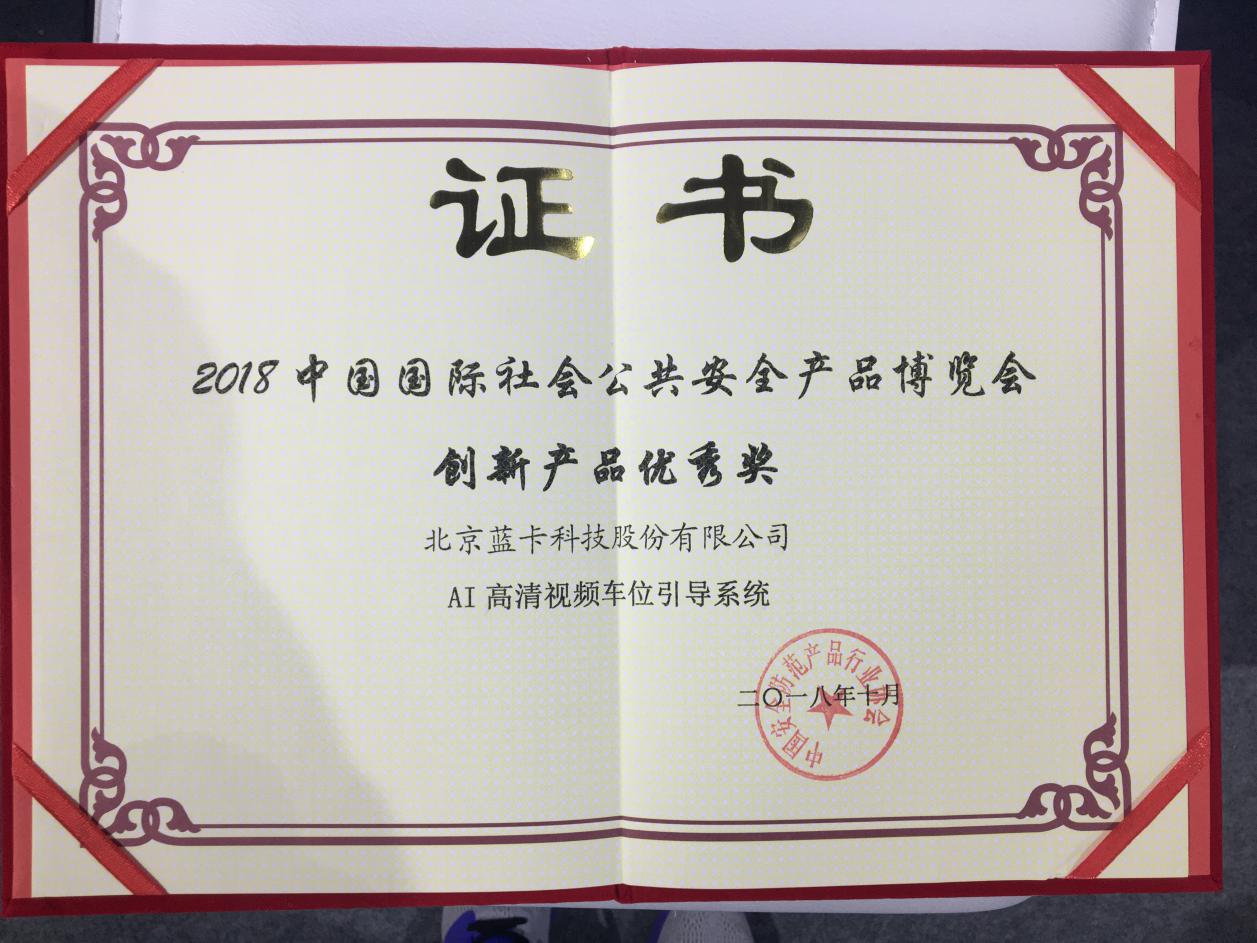 证书
2018中国国际社会公共安全产品博览会
创新产品优秀奖
北京蓝卡科技股份有限公司
AI高清视频车位引导系统
二〇一八年十月
中国安全防范产品行业协会